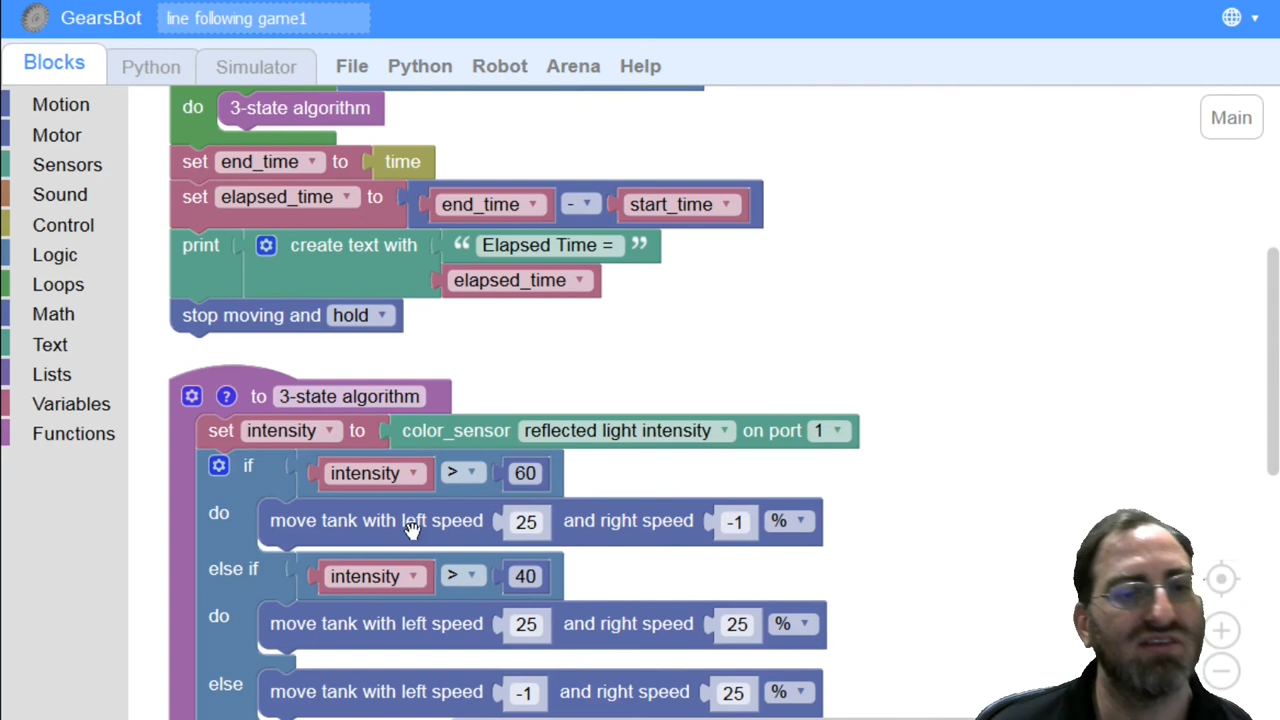 GearsBot line following game1
Blocks Python Simulator File Python Robot Arena Help
Motion
Motor
Sensors
Sound
Control
Logic
Loops
Math
Text
Lists
Variables
Functions
Main
do 3-state algorithm
set end_time to time
set elapsed_time to end_time - start_time
print create text with “ Elapsed Time = ”
elapsed_time
stop moving and hold
? to 3-state algorithm
set intensity to color_sensor reflected light intensity on port 1
if intensity > 60
do move tank with left speed 25 and right speed -1 %
else if intensity > 40
do move tank with left speed 25 and right speed 25 %
else move tank with left speed -1 and right speed 25 %